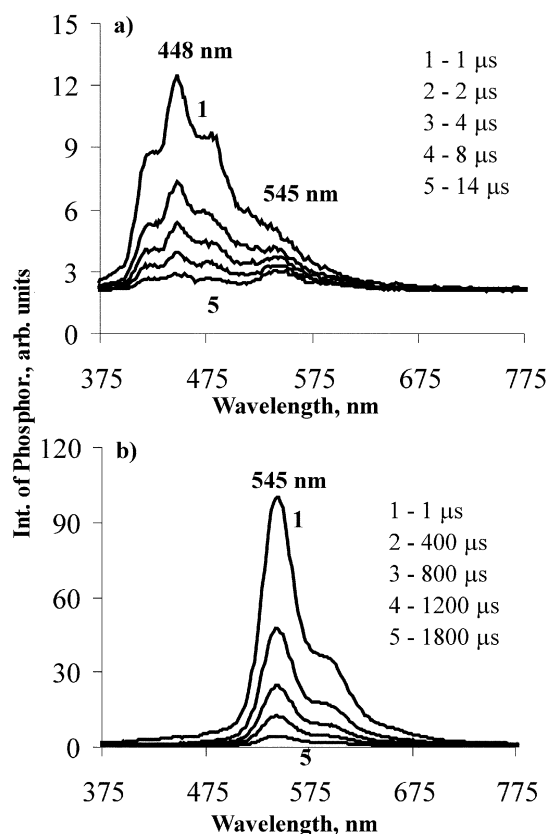 Int. of Phosphor., arb. units
a)
448 nm
1
545 nm
5
1 - 1 μs
2 - 2 μs
3 - 4 μs
4 - 8 μs
5 - 14 μs
15
12
9
6
3
0
375 475 575 675 775
Wavelength, nm
b)
545 nm
1
5
1 - 1 μs
2 - 400 μs
3 - 800 μs
4 - 1200 μs
5 - 1800 μs
120
90
60
30
0
375 475 575 675 775
Wavelength, nm